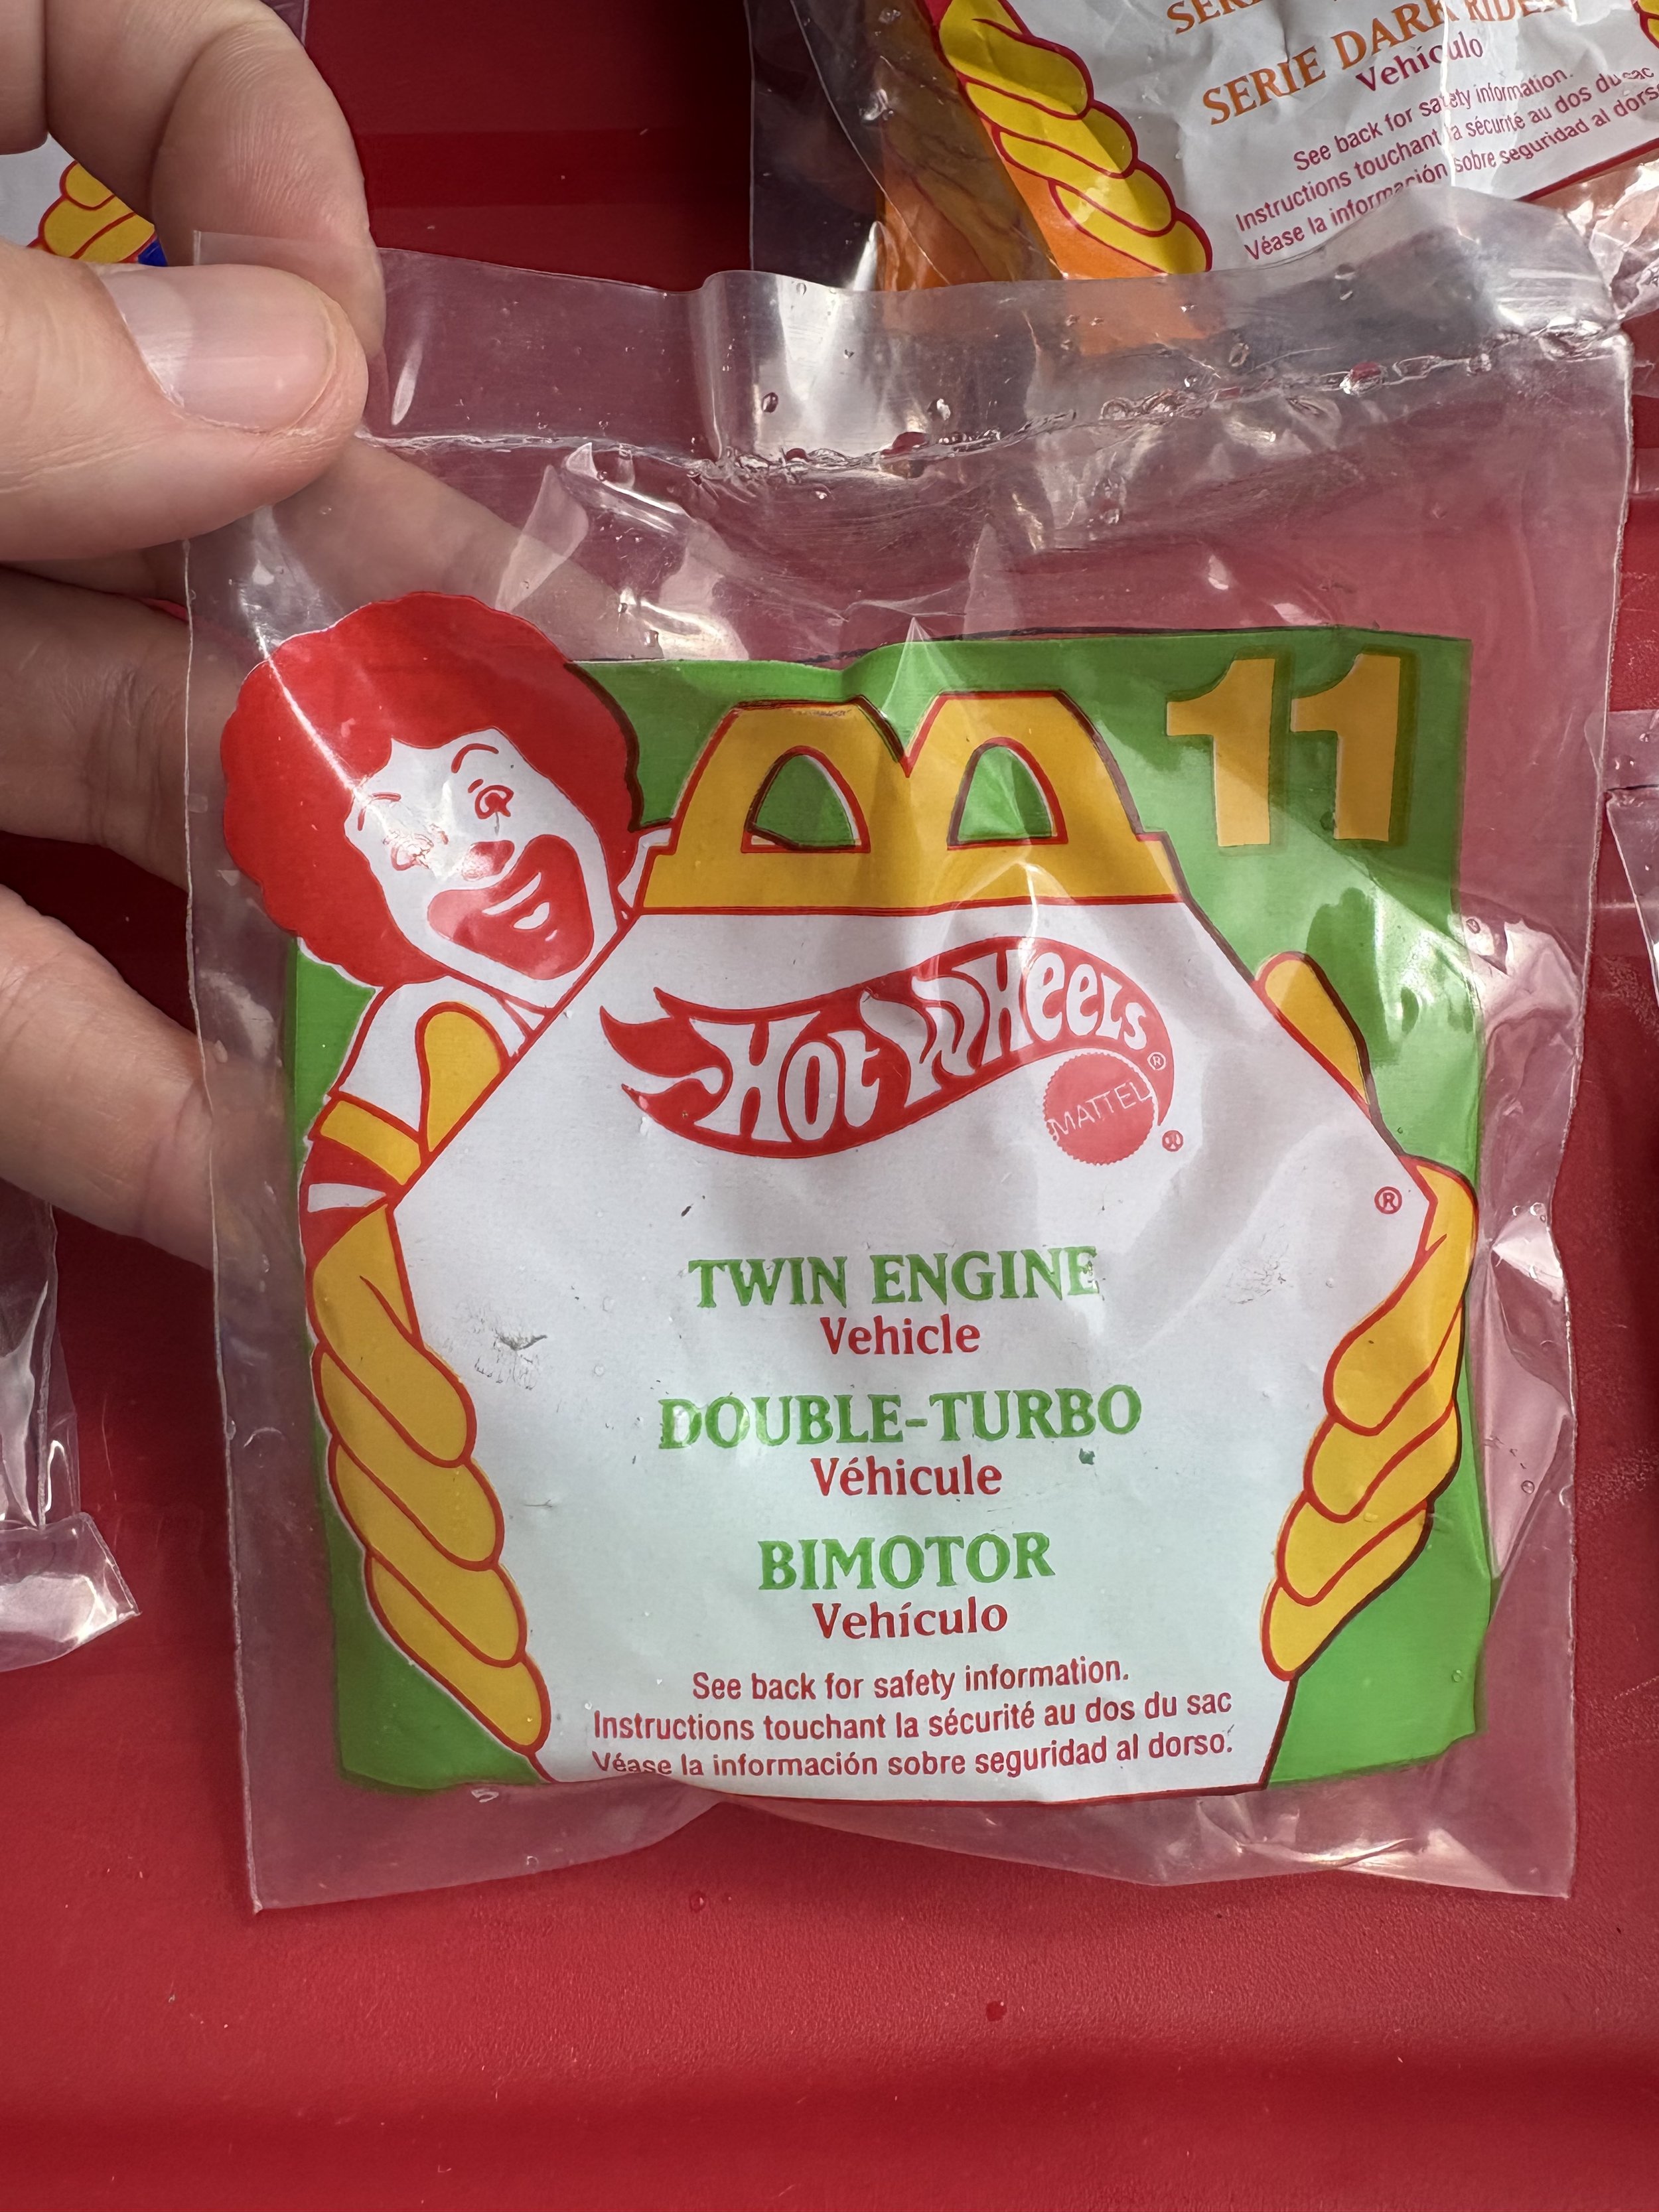 SERIE DARK RIDER
Vehículo
See back for safety information.
Instructions touchant la sécurité au dos du sac
Véase la información sobre seguridad al dorso
11
HOT WHEELS®
MATTEL®
®
TWIN ENGINE
Vehicle
DOUBLE-TURBO
Véhicule
BIMOTOR
Vehículo
See back for safety information.
Instructions touchant la sécurité au dos du sac
Véase la información sobre seguridad al dorso.